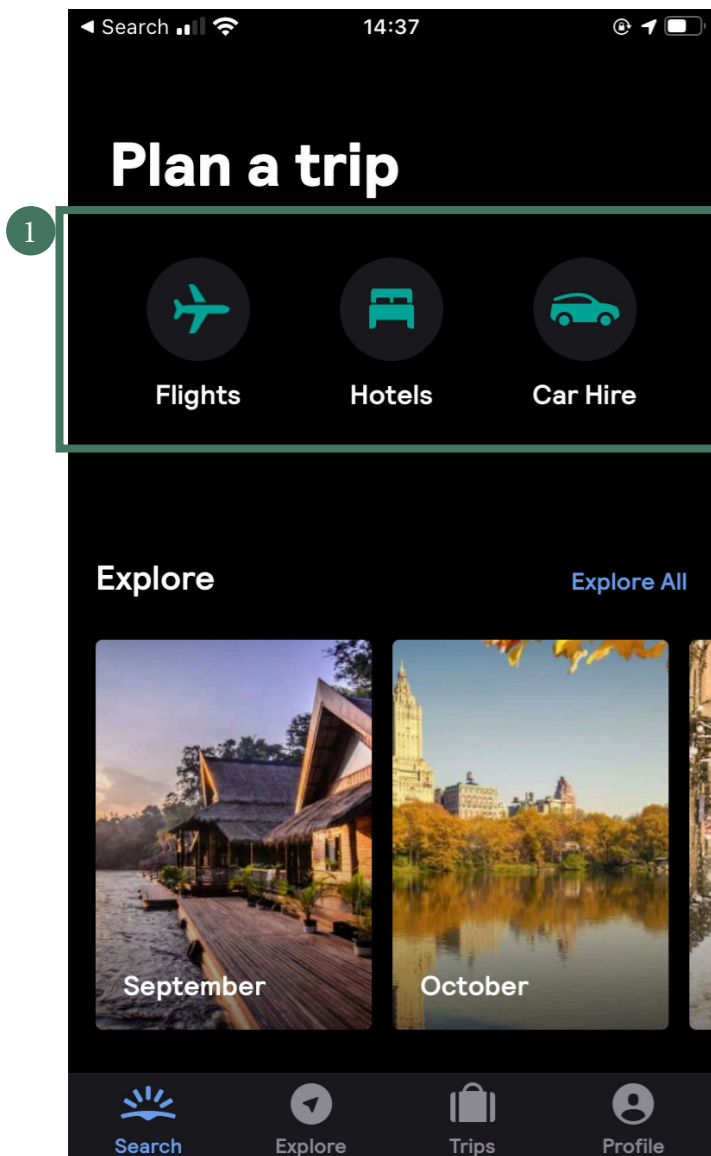 Search 14:37
Plan a trip
1
Flights Hotels Car Hire
Explore Explore All
September October
Search Explore Trips Profile